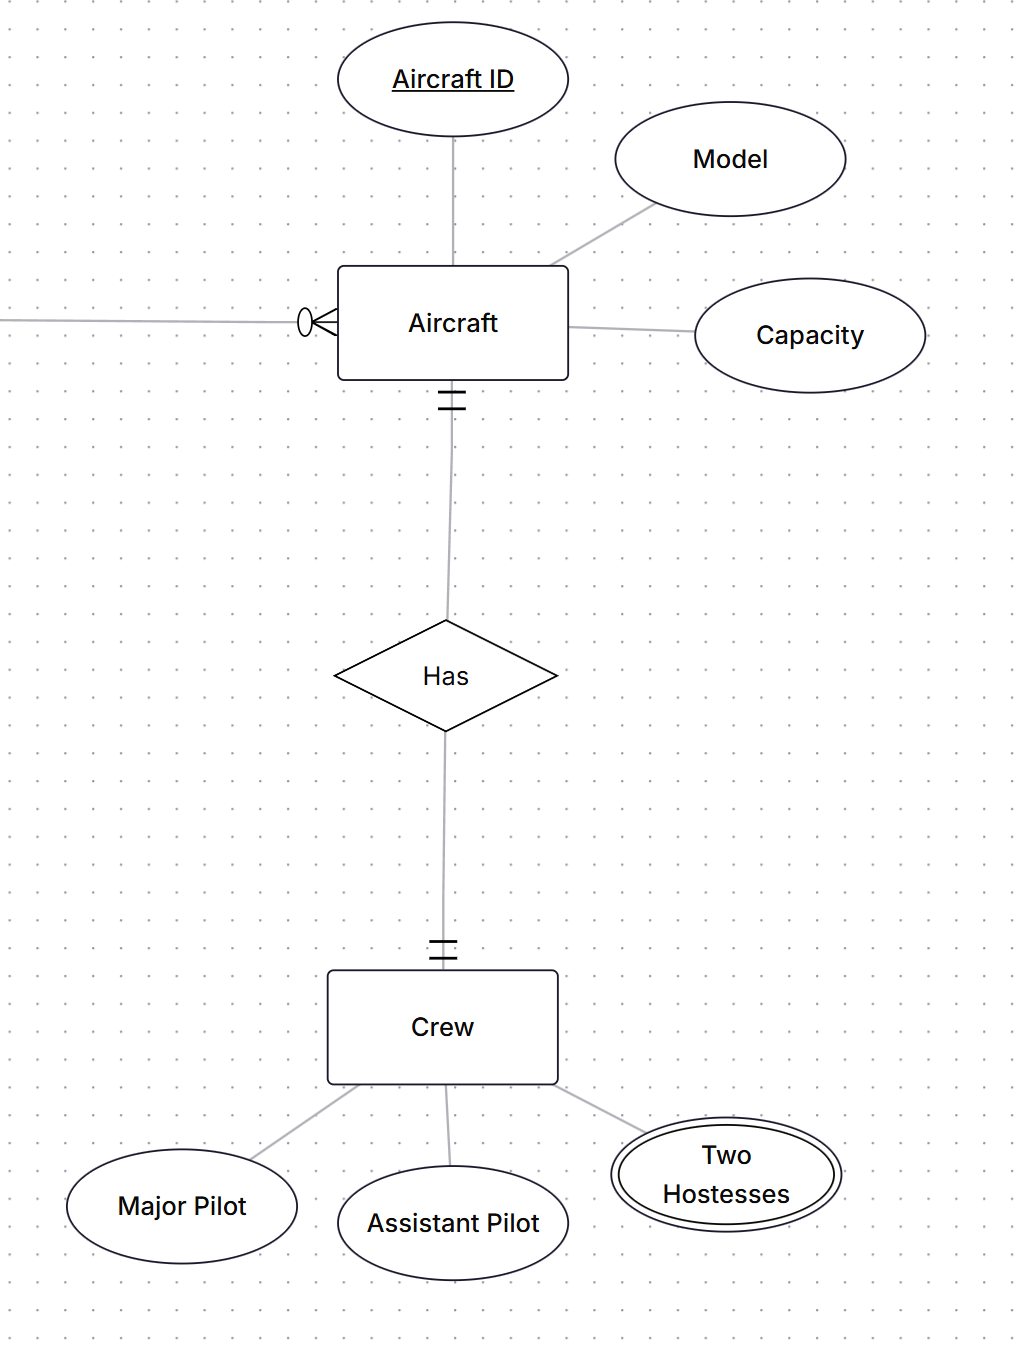 Aircraft ID
Model
Aircraft
Capacity
Has
Crew
Major Pilot
Assistant Pilot
Two
Hostesses